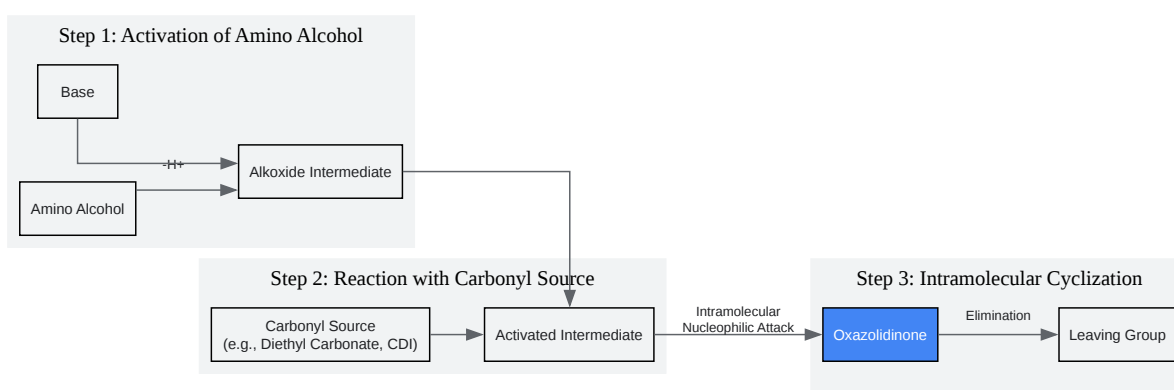 Step 1: Activation of Amino Alcohol
Base
-H+
Alkoxide Intermediate
Amino Alcohol
Step 2: Reaction with Carbonyl Source
Carbonyl Source
(e.g., Diethyl Carbonate, CDI)
Activated Intermediate
Intramolecular
Nucleophilic Attack
Step 3: Intramolecular Cyclization
Oxazolidinone
Elimination
Leaving Group